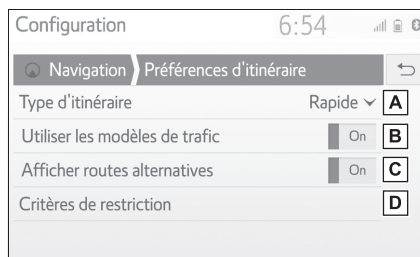 Configuration 6:54
Navigation Préférences d'itinéraire
Type d'itinéraire Rapide A
Utiliser les modèles de trafic On B
Afficher routes alternatives On C
Critères de restriction D